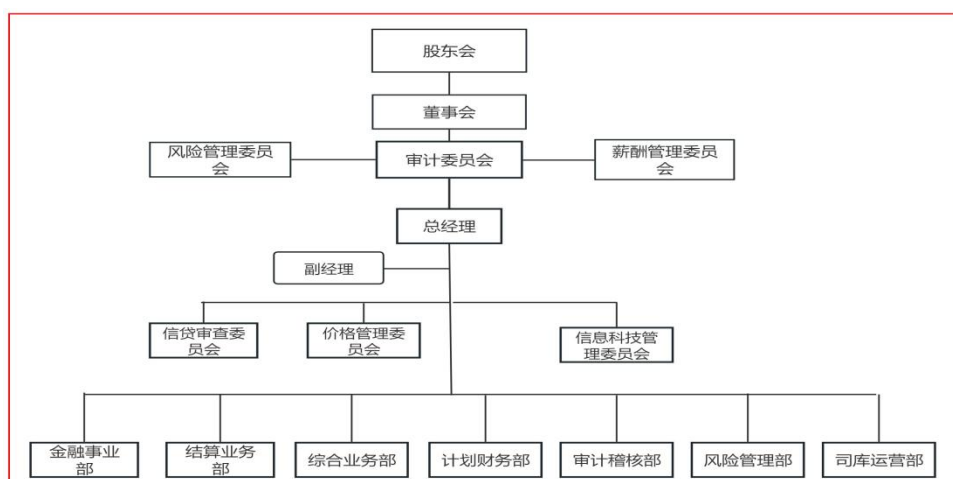 股东会
董事会
风险管理委员
会
审计委员会
薪酬管理委员
会
总经理
副经理
信贷审查委
员会
价格管理委
员会
信息科技管
理委员会
金融事业
部
结算业务
部
综合业务部
计划财务部
审计稽核部
风险管理部
司库运营部